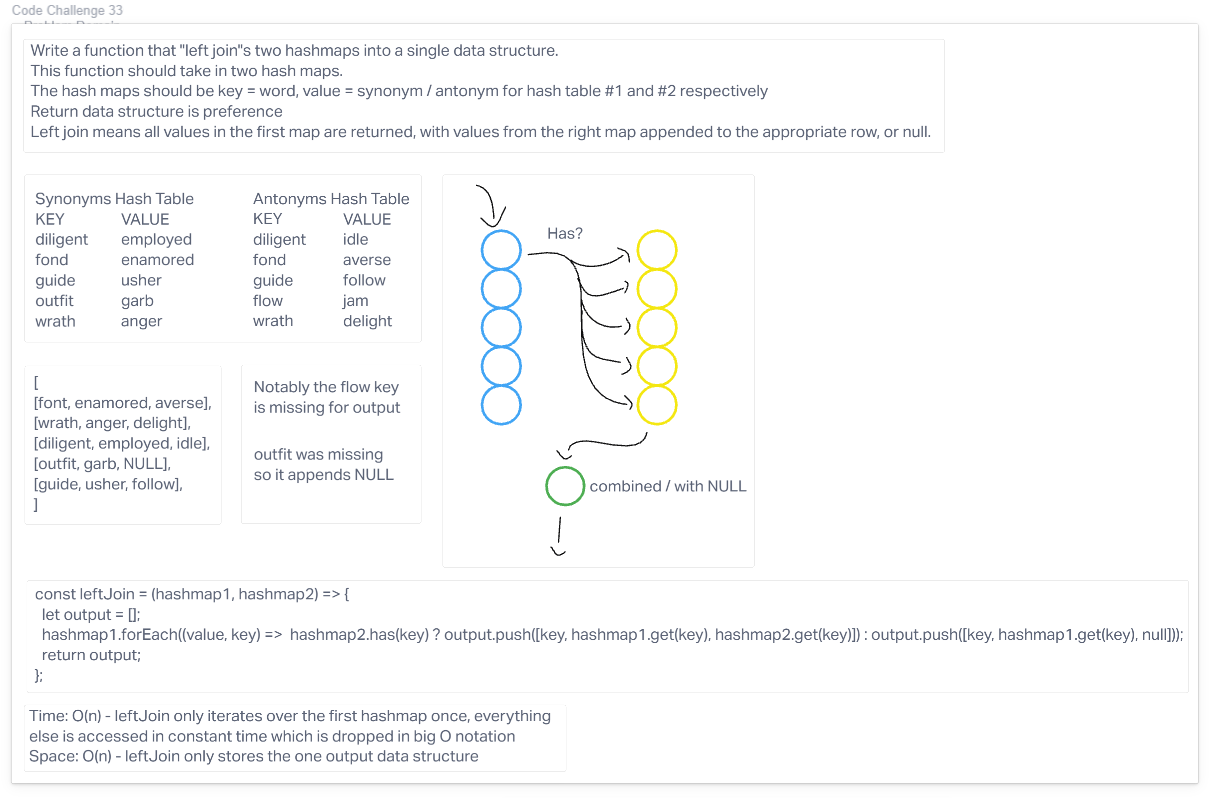 Code Challenge 33
Problem Domain
Write a function that "left join"s two hashmaps into a single data structure.
This function should take in two hash maps.
The hash maps should be key = word, value = synonym / antonym for hash table #1 and #2 respectively
Return data structure is preference
Left join means all values in the first map are returned, with values from the right map appended to the appropriate row, or null.
Synonyms Hash Table
KEY VALUE
diligent employed
fond enamored
guide usher
outfit garb
wrath anger
Antonyms Hash Table
KEY VALUE
diligent idle
fond averse
guide follow
flow jam
wrath delight
Has?
combined / with NULL
[
[font, enamored, averse],
[wrath, anger, delight],
[diligent, employed, idle],
[outfit, garb, NULL],
[guide, usher, follow],
]
Notably the flow key
is missing for output
outfit was missing
so it appends NULL
const leftJoin = (hashmap1, hashmap2) => {
let output = [];
hashmap1.forEach((value, key) => hashmap2.has(key) ? output.push([key, hashmap1.get(key), hashmap2.get(key)]) : output.push([key, hashmap1.get(key), null]));
return output;
};
Time: O(n) - leftJoin only iterates over the first hashmap once, everything
else is accessed in constant time which is dropped in big O notation
Space: O(n) - leftJoin only stores the one output data structure